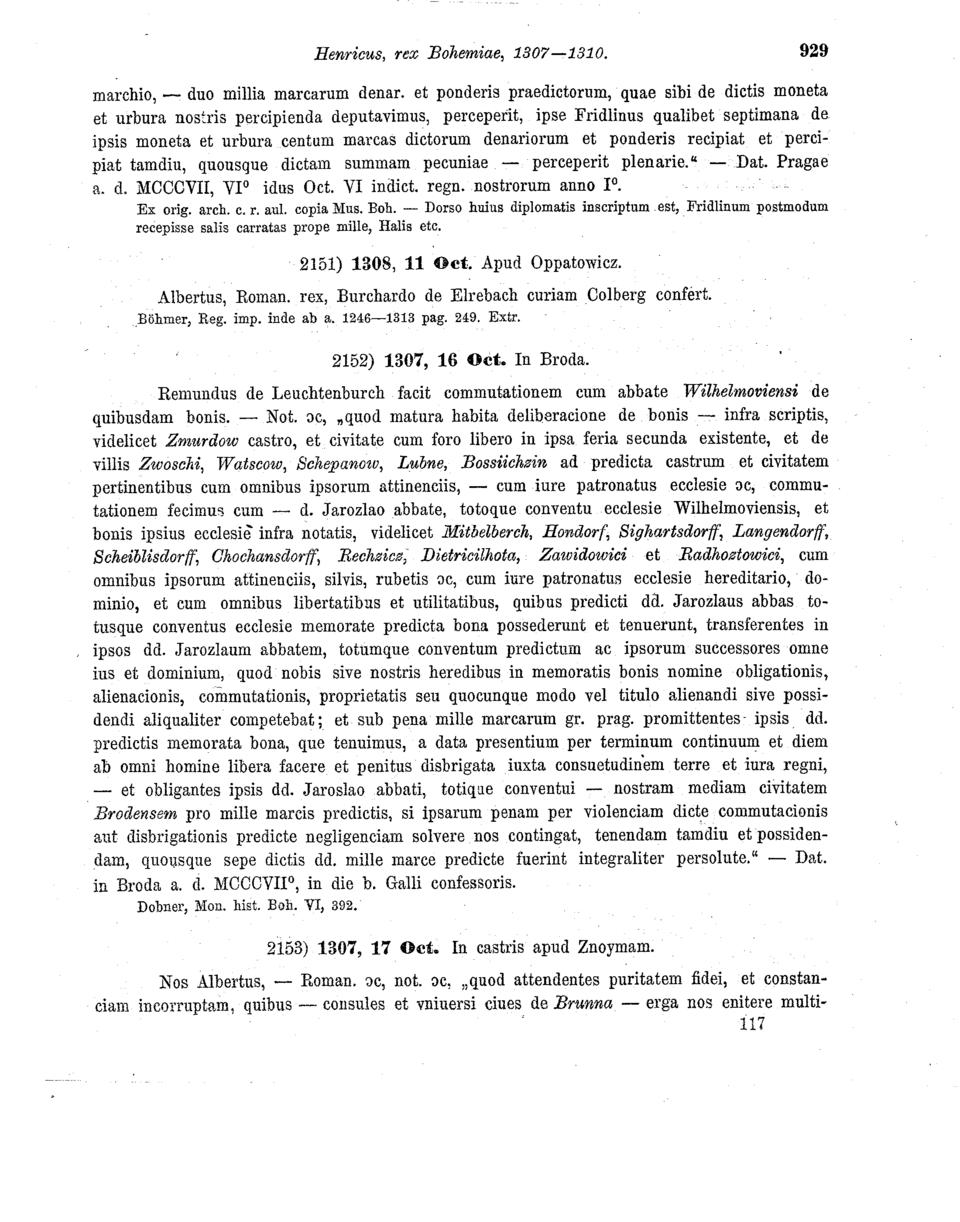 Henricus, rex Bohemiae, 1307—1310. 929
marchio, — duo millia marcarum denar. et ponderis praedictorum, quae sibi de dictis moneta
et urbura nostris percipienda deputavimus, perceperit, ipse Fridlinus qualibet septimana de
ipsis moneta et urbura centum marcas dictorum denariorum et ponderis recipiat et perci-
piat tamdiu, quousque dictam summam pecuniae — perceperit plenarie.“ — Dat. Pragae
a. d. MCCCVII, VI⁰ idus Oct. VI indict. regn. nostrorum anno I⁰.
Ex orig. arch. c. r. aul. copia Mus. Boh. — Dorso huius diplomatis inscriptum est, Fridlinum postmodum
recepisse salis carratas prope mille, Halis etc.
2151) 1308, 11 Oct. Apud Oppatowicz.
Albertus, Roman. rex, Burchardo de Elrebach curiam Colberg confert.
Böhmer, Reg. imp. inde ab a. 1246—1313 pag. 249. Extr.
2152) 1307, 16 Oct. In Broda.
Remundus de Leuchtenburch facit commutationem cum abbate Wilhelmoviensi de
quibusdam bonis. — Not. ɔc, „quod matura habita deliberacione de bonis — infra scriptis,
videlicet Zmurdow castro, et civitate cum foro libero in ipsa feria secunda existente, et de
villis Zwoschi, Watscow, Schepanow, Lubne, Bossiichzin ad predicta castrum et civitatem
pertinentibus cum omnibus ipsorum attinenciis, — cum iure patronatus ecclesie ɔc, commu-
tationem fecimus cum — d. Jarozlao abbate, totoque conventu ecclesie Wilhelmoviensis, et
bonis ipsius ecclesie infra notatis, videlicet Mitbelberch, Hondorf, Sighartsdorff, Langendorff,
Scheiblisdorff, Chochansdorff, Rechzicz, Dietricilhota, Zawidowici et Radhoztowici, cum
omnibus ipsorum attinenciis, silvis, rubetis ɔc, cum iure patronatus ecclesie hereditario, do-
minio, et cum omnibus libertatibus et utilitatibus, quibus predicti dd. Jarozlaus abbas to-
tusque conventus ecclesie memorate predicta bona possederunt et tenuerunt, transferentes in
ipsos dd. Jarozlaum abbatem, totumque conventum predictum ac ipsorum successores omne
ius et dominium, quod nobis sive nostris heredibus in memoratis bonis nomine obligationis,
alienacionis, commutationis, proprietatis seu quocunque modo vel titulo alienandi sive possi-
dendi aliqualiter competebat; et sub pena mille marcarum gr. prag. promittentes ipsis dd.
predictis memorata bona, que tenuimus, a data presentium per terminum continuum et diem
ab omni homine libera facere et penitus disbrigata iuxta consuetudinem terre et iura regni,
— et obligantes ipsis dd. Jaroslao abbati, totique conventui — nostram mediam civitatem
Brodensem pro mille marcis predictis, si ipsarum penam per violenciam dicte commutacionis
aut disbrigationis predicte negligenciam solvere nos contingat, tenendam tamdiu et possiden-
dam, quousque sepe dictis dd. mille marce predicte fuerint integraliter persolute.“ — Dat.
in Broda a. d. MCCCVII⁰, in die b. Galli confessoris.
Dobner, Mon. hist. Boh. VI, 392.
2153) 1307, 17 Oct. In castris apud Znoymam.
Nos Albertus, — Roman. ɔc, not. ɔc, „quod attendentes puritatem fidei, et constan-
ciam incorruptam, quibus — consules et vniuersi ciues de Brunna — erga nos enitere multi-
117